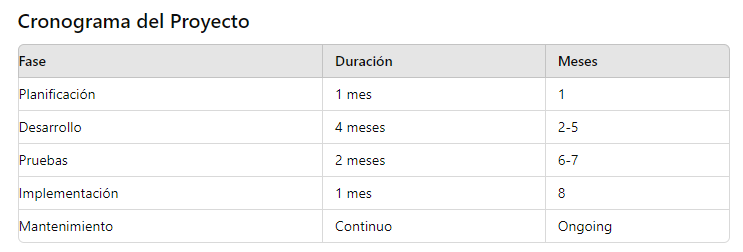 Cronograma del Proyecto
Fase Duración Meses
Planificación 1 mes 1
Desarrollo 4 meses 2-5
Pruebas 2 meses 6-7
Implementación 1 mes 8
Mantenimiento Continuo Ongoing